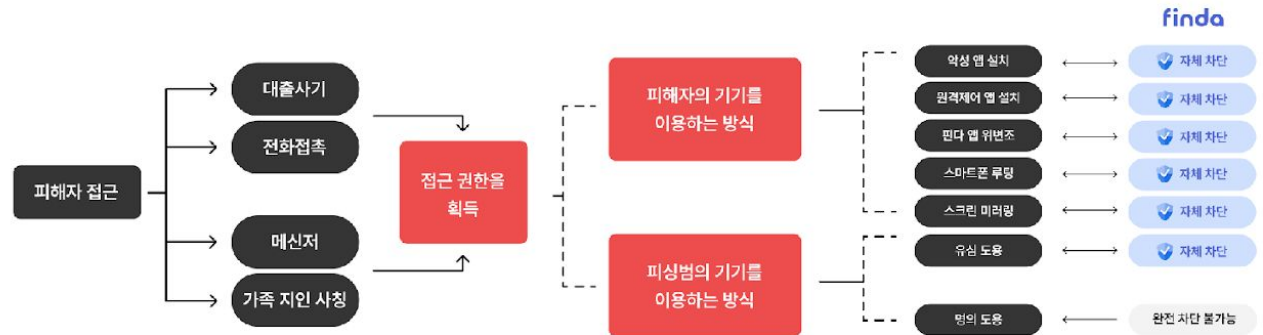 finda
피해자 접근
대출사기
전화접촉
메신저
가족 지인 사칭
접근 권한을
획득
피해자의 기기를
이용하는 방식
피싱범의 기기를
이용하는 방식
악성 앱 설치
자체 차단
원격제어 앱 설치
자체 차단
핀다 앱 위변조
자체 차단
스마트폰 루팅
자체 차단
스크린 미러링
자체 차단
유심 도용
자체 차단
명의 도용
완전 차단 불가능